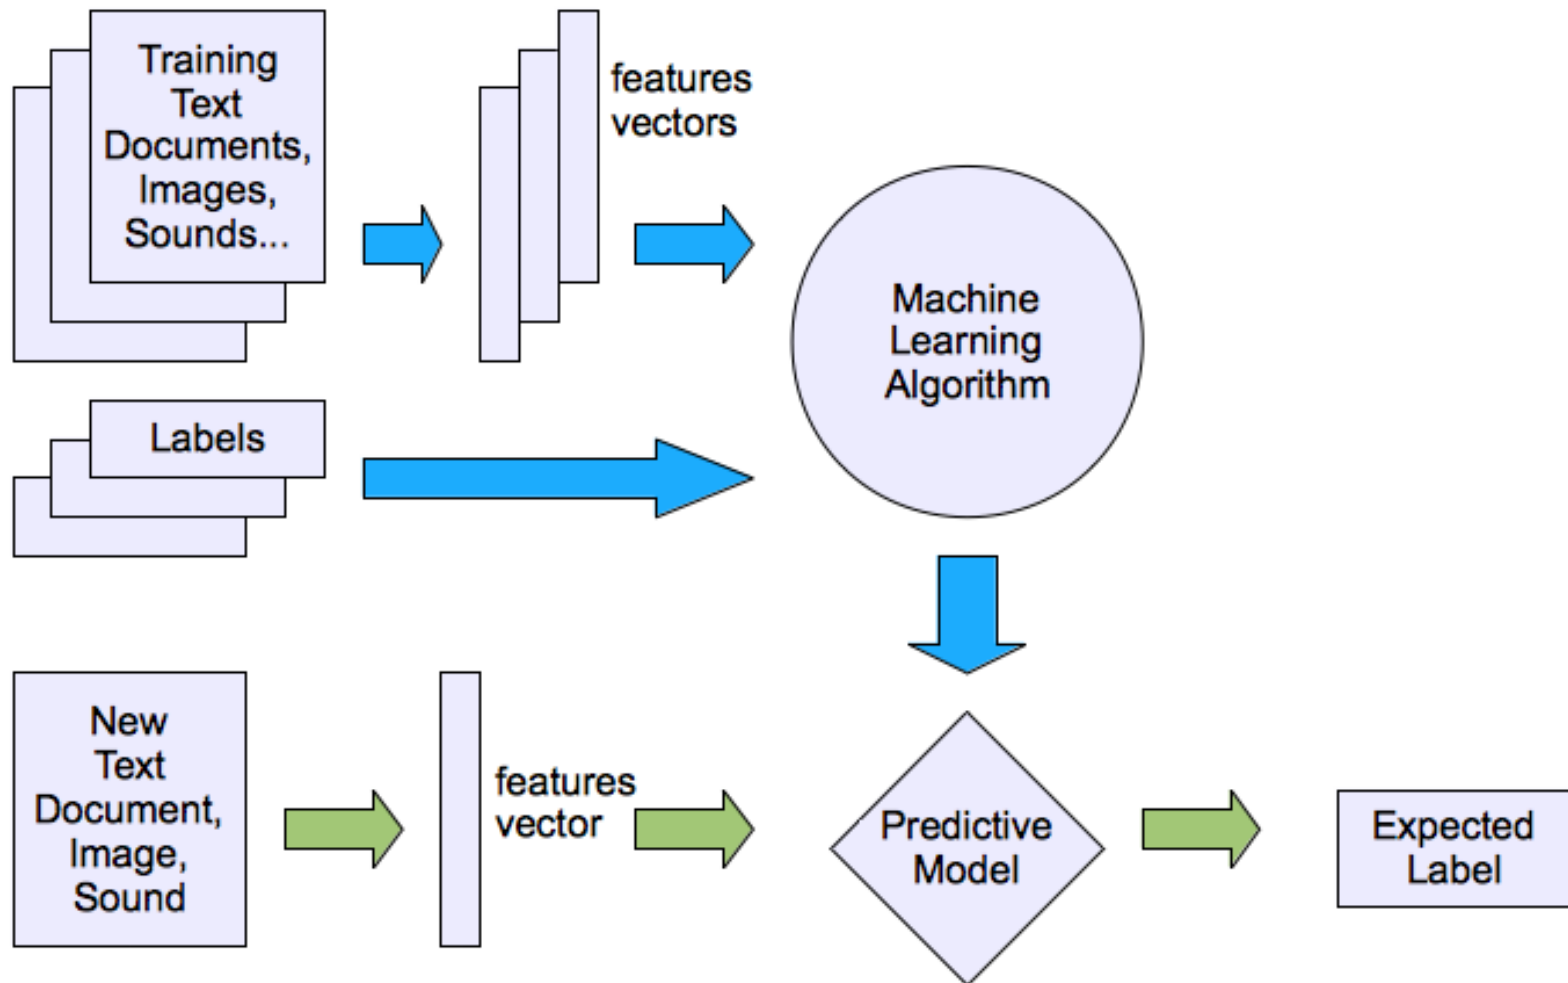 Training
Text
Documents,
Images,
Sounds...
features
vectors
Machine
Learning
Algorithm
Labels
New
Text
Document,
Image,
Sound
features
vector
Predictive
Model
Expected
Label